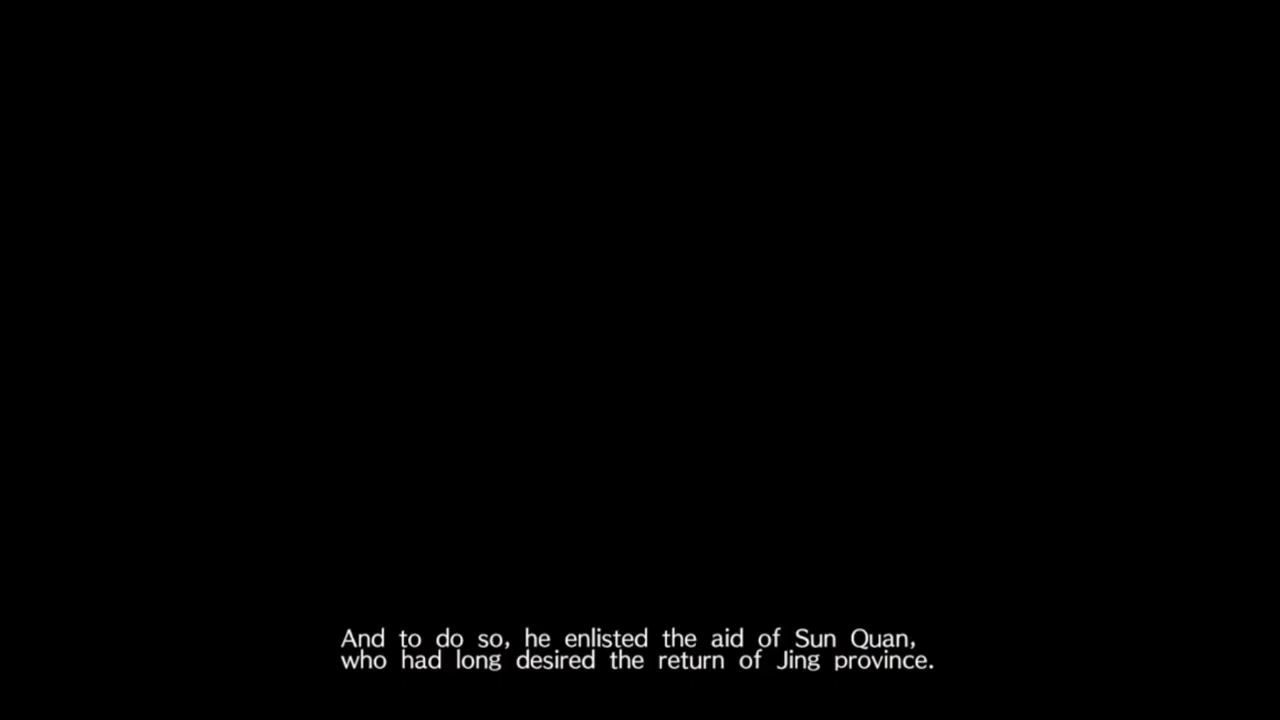 And to do so, he enlisted the aid of Sun Quan,
who had long desired the return of Jing province.